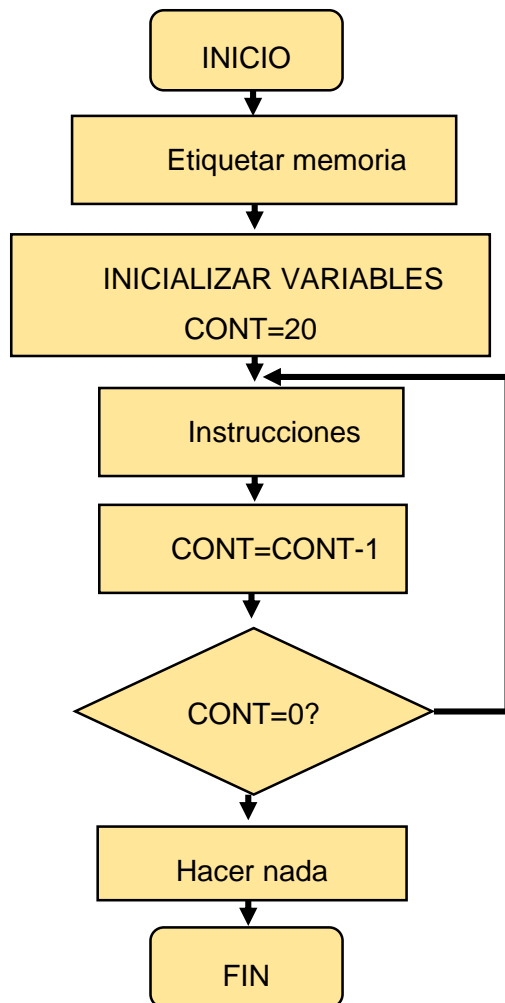 INICIO
Etiquetar memoria
INICIALIZAR VARIABLES
CONT=20
Instrucciones
CONT=CONT-1
CONT=0?
Hacer nada
FIN